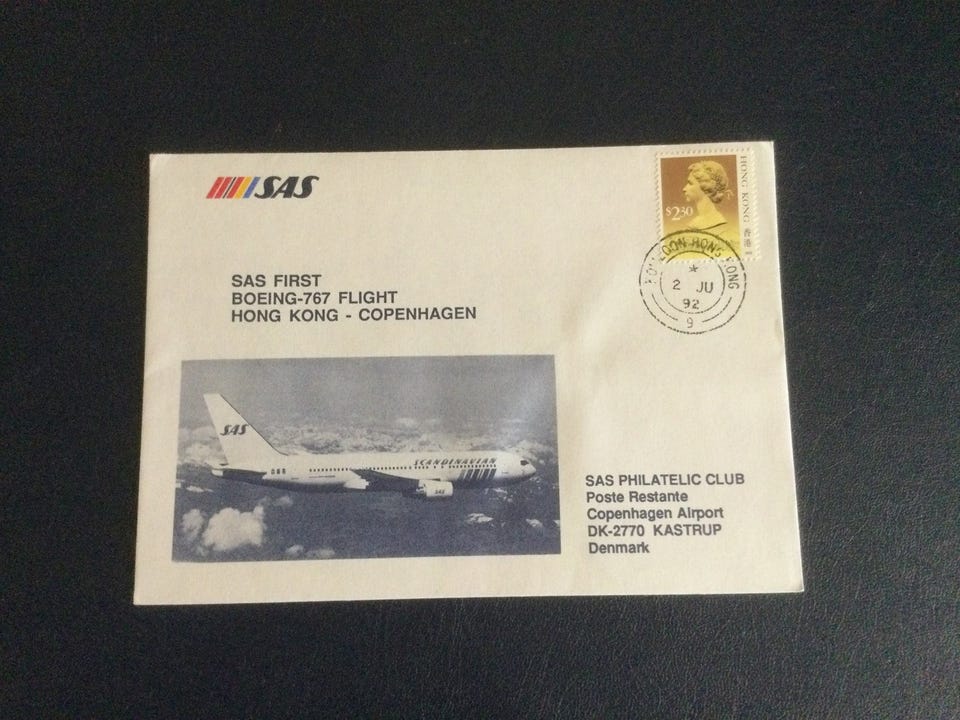 SAS
HONG KONG 香港
$2.30
KOWLOON HONG KONG
2 JU
92
9
SAS FIRST
BOEING-767 FLIGHT
HONG KONG - COPENHAGEN
SAS
SCANDINAVIAN
SAS
SAS PHILATELIC CLUB
Poste Restante
Copenhagen Airport
DK-2770 KASTRUP
Denmark